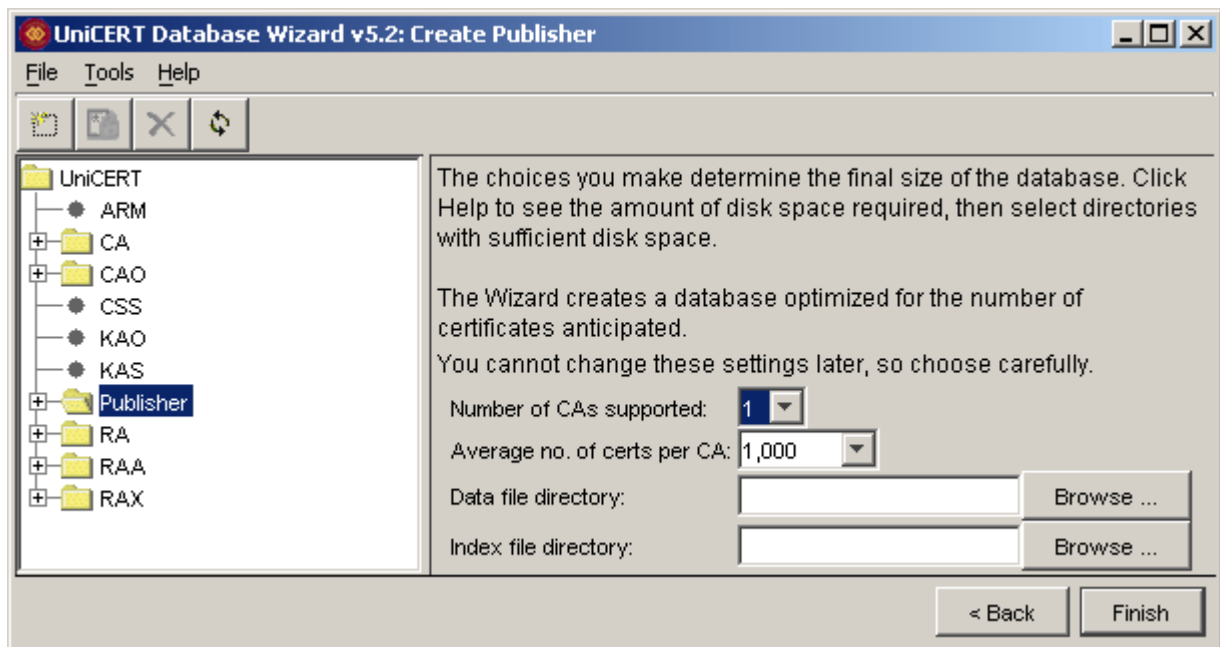 UniCERT Database Wizard v5.2: Create Publisher
File Tools Help
UniCERT
ARM
CA
CAO
CSS
KAO
KAS
Publisher
RA
RAA
RAX
The choices you make determine the final size of the database. Click
Help to see the amount of disk space required, then select directories
with sufficient disk space.
The Wizard creates a database optimized for the number of
certificates anticipated.
You cannot change these settings later, so choose carefully.
Number of CAs supported: 1
Average no. of certs per CA: 1,000
Data file directory: Browse ...
Index file directory: Browse ...
< Back Finish